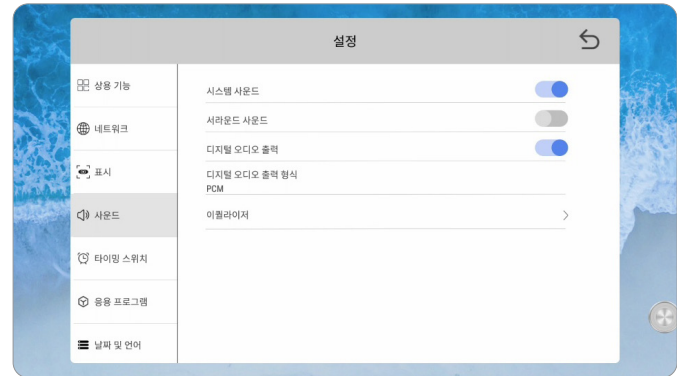 설정
상용 기능
네트워크
표시
사운드
타이밍 스위치
응용 프로그램
날짜 및 언어
시스템 사운드
서라운드 사운드
디지털 오디오 출력
디지털 오디오 출력 형식
PCM
이퀄라이저